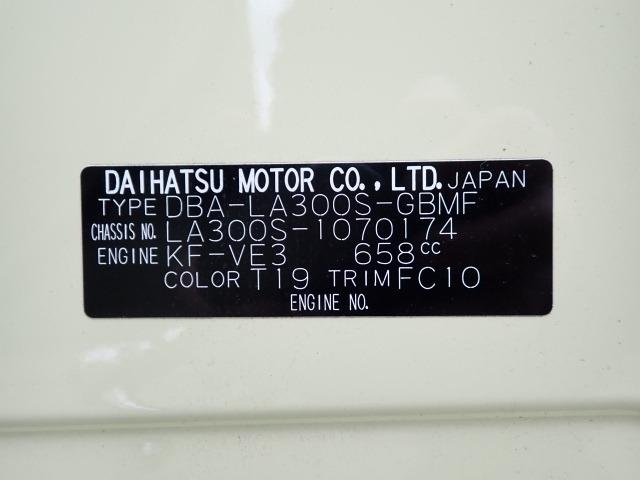 DAIHATSU MOTOR CO., LTD. JAPAN
TYPE DBA-LA300S-GBMF
CHASSIS NO. LA300S-1070174
ENGINE KF-VE3 658cc
COLOR T19 TRIM FC10
ENGINE NO.